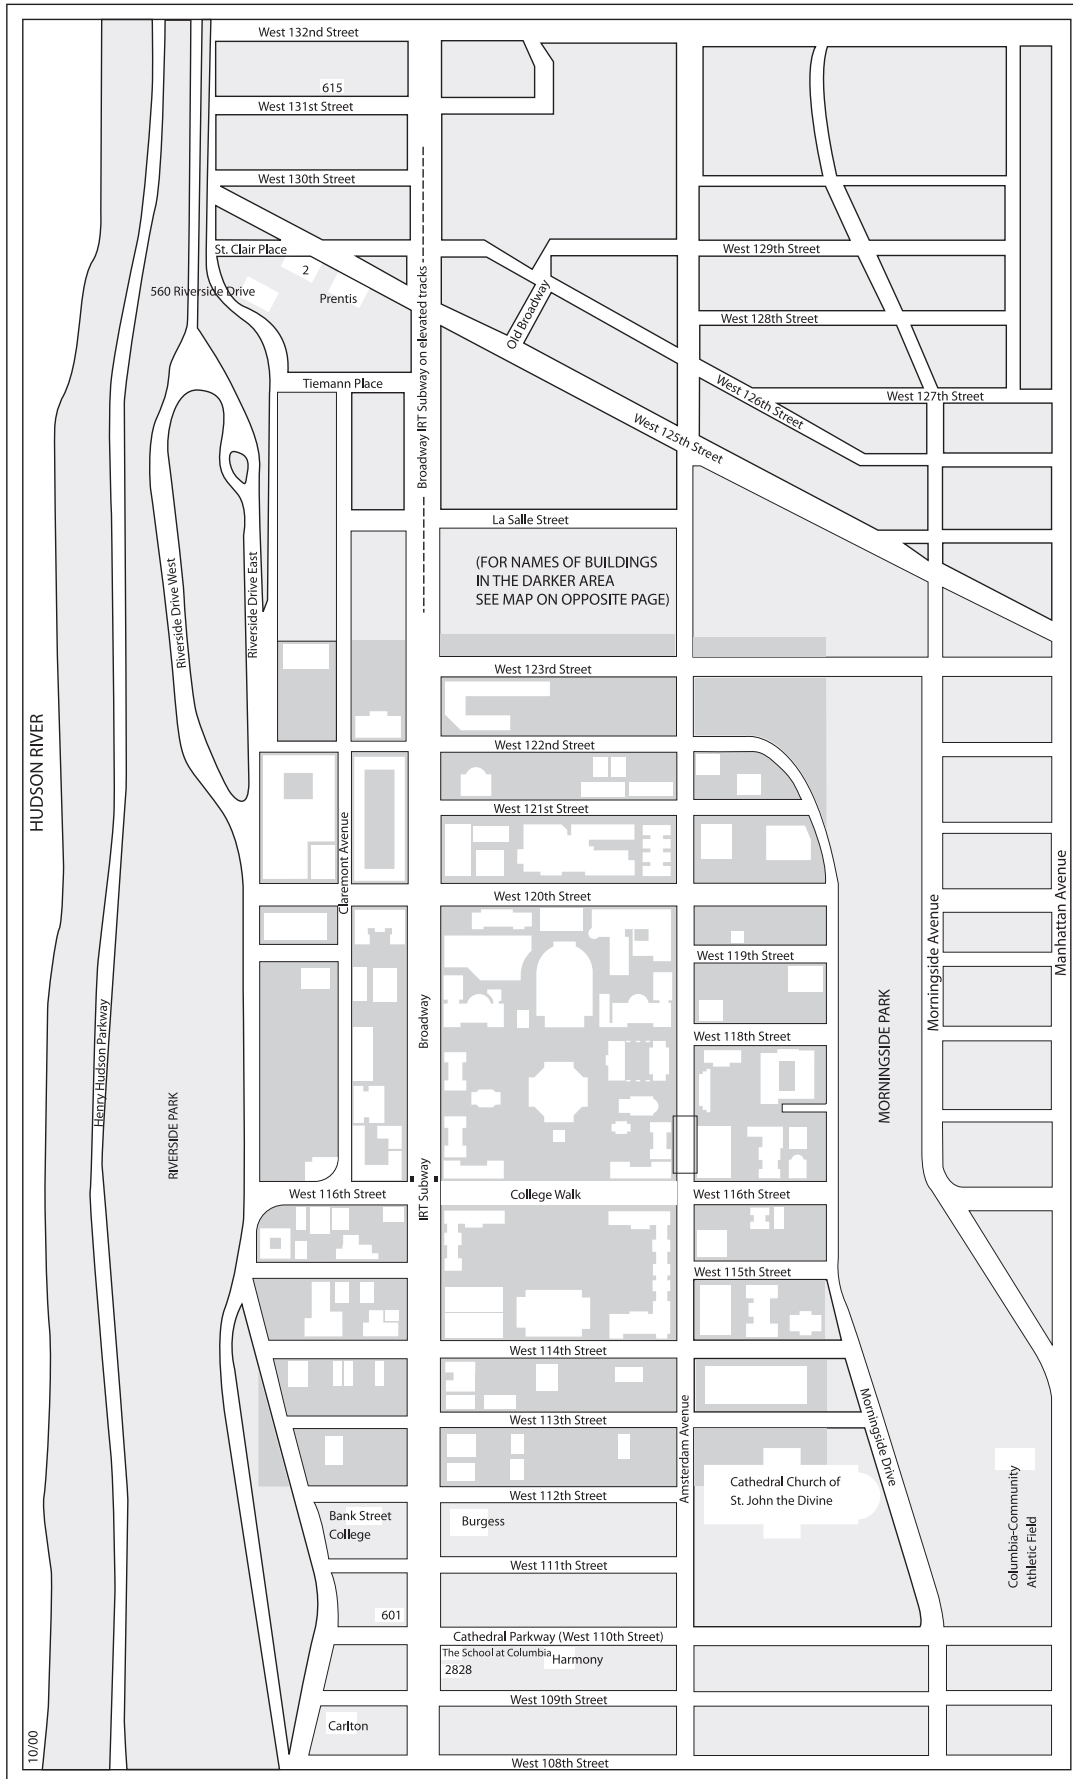 West 132nd Street
615
West 131st Street
West 130th Street
St. Clair Place
West 129th Street
2
560 Riverside Drive
Prentis
Old Broadway
West 128th Street
Broadway IRT Subway on elevated tracks
Tiemann Place
West 126th Street
West 127th Street
West 125th Street
La Salle Street
(FOR NAMES OF BUILDINGS
IN THE DARKER AREA
SEE MAP ON OPPOSITE PAGE)
Riverside Drive West
Riverside Drive East
West 123rd Street
HUDSON RIVER
West 122nd Street
West 121st Street
Claremont Avenue
West 120th Street
Morningside Avenue
Manhattan Avenue
West 119th Street
Henry Hudson Parkway
Broadway
MORNINGSIDE PARK
West 118th Street
RIVERSIDE PARK
IRT Subway
West 116th Street
College Walk
West 116th Street
West 115th Street
West 114th Street
Morningside Drive
West 113th Street
Amsterdam Avenue
Cathedral Church of
St. John the Divine
Columbia-Community
Athletic Field
West 112th Street
Bank Street
College
Burgess
West 111th Street
601
Cathedral Parkway (West 110th Street)
The School at Columbia
Harmony
2828
West 109th Street
Carlton
10/00
West 108th Street